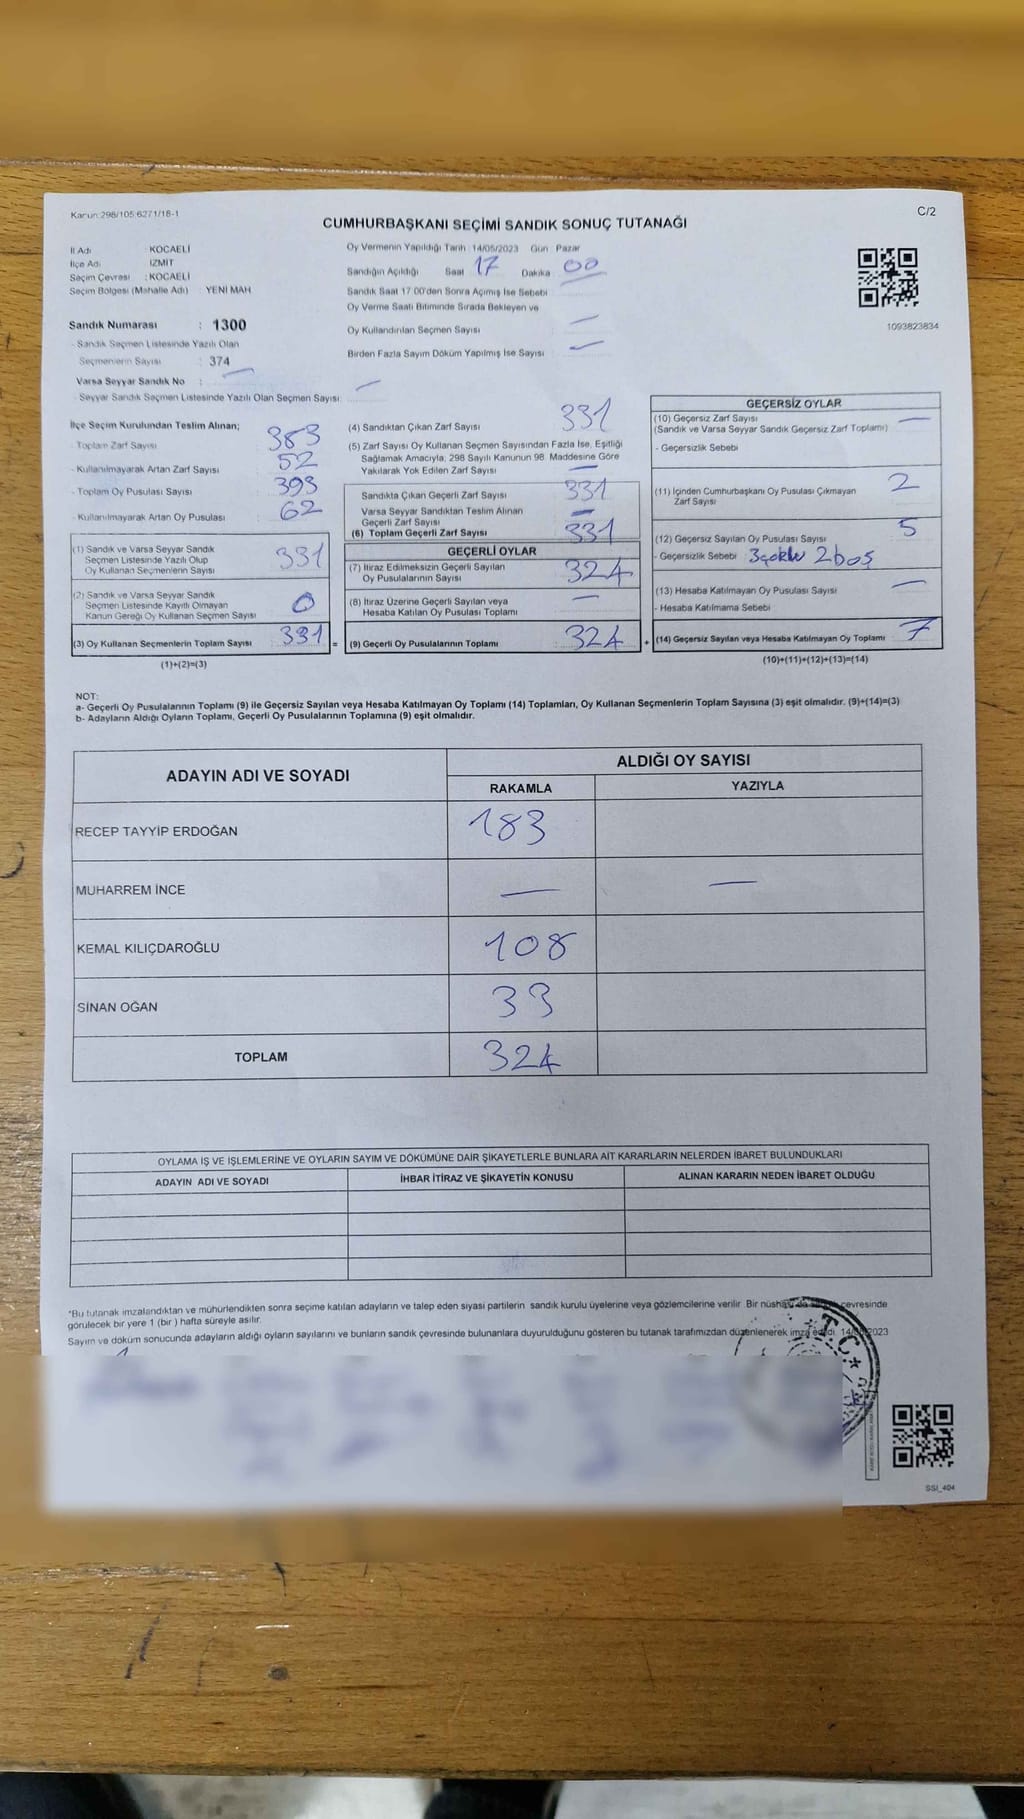 Kanun:298/105:6271/18-1
C/2
CUMHURBAŞKANI SEÇİMİ SANDIK SONUÇ TUTANAĞI
İl Adı KOCAELİ
İlçe Adı İZMİT
Seçim Çevresi : KOCAELİ
Seçim Bölgesi (Mahalle Adı) YENİ MAH
Sandık Numarası : 1300
- Sandık Seçmen Listesinde Yazılı Olan
Seçmenlerin Sayısı : 374
Varsa Seyyar Sandık No : —
- Seyyar Sandık Seçmen Listesinde Yazılı Olan Seçmen Sayısı: —
Oy Vermenin Yapıldığı Tarih 14/05/2023 Gün Pazar
Sandığın Açıldığı Saat 17 Dakika 00
Sandık Saat 17.00'den Sonra Açımış İse Sebebi
Oy Verme Saati Bitiminde Sırada Bekleyen ve
Oy Kullandırılan Seçmen Sayısı —
Birden Fazla Sayım Döküm Yapılmış İse Sayısı —
1093823834
İlçe Seçim Kurulundan Teslim Alınan;
- Toplam Zarf Sayısı 383
- Kullanılmayarak Artan Zarf Sayısı 52
- Toplam Oy Pusulası Sayısı 393
- Kullanılmayarak Artan Oy Pusulası 62
(1) Sandık ve Varsa Seyyar Sandık
Seçmen Listesinde Yazılı Olup
Oy Kullanan Seçmenlerin Sayısı 331
(2) Sandık ve Varsa Seyyar Sandık
Seçmen Listesinde Kayıtlı Olmayan
Kanun Gereği Oy Kullanan Seçmen Sayısı 0
(3) Oy Kullanan Seçmenlerin Toplam Sayısı 331 =
(1)+(2)=(3)
(4) Sandıktan Çıkan Zarf Sayısı 331
(5) Zarf Sayısı Oy Kullanan Seçmen Sayısından Fazla İse, Eşitliği
Sağlamak Amacıyla; 298 Sayılı Kanunun 98. Maddesine Göre
Yakılarak Yok Edilen Zarf Sayısı —
Sandıkta Çıkan Geçerli Zarf Sayısı 331
Varsa Seyyar Sandıktan Teslim Alınan
Geçerli Zarf Sayısı —
(6) Toplam Geçerli Zarf Sayısı 331
GEÇERLİ OYLAR
(7) İtiraz Edilmeksizin Geçerli Sayılan
Oy Pusulalarının Sayısı 324
(8) İtiraz Üzerine Geçerli Sayılan veya
Hesaba Katılan Oy Pusulası Toplamı —
(9) Geçerli Oy Pusulalarının Toplamı 324 +
GEÇERSİZ OYLAR
(10) Geçersiz Zarf Sayısı —
(Sandık ve Varsa Seyyar Sandık Geçersiz Zarf Toplamı)
- Geçersizlik Sebebi
(11) İçinden Cumhurbaşkanı Oy Pusulası Çıkmayan
Zarf Sayısı 2
(12) Geçersiz Sayılan Oy Pusulası Sayısı 5
- Geçersizlik Sebebi 3çoklu 2boş
(13) Hesaba Katılmayan Oy Pusulası Sayısı —
- Hesaba Katılmama Sebebi
(14) Geçersiz Sayılan veya Hesaba Katılmayan Oy Toplamı 7
(10)+(11)+(12)+(13)=(14)
NOT:
a- Geçerli Oy Pusulalarının Toplamı (9) ile Geçersiz Sayılan veya Hesaba Katılmayan Oy Toplamı (14) Toplamları, Oy Kullanan Seçmenlerin Toplam Sayısına (3) eşit olmalıdır. (9)+(14)=(3)
b- Adayların Aldığı Oyların Toplamı, Geçerli Oy Pusulalarının Toplamına (9) eşit olmalıdır.
ADAYIN ADI VE SOYADI ALDIĞI OY SAYISI
RAKAMLA YAZIYLA
RECEP TAYYİP ERDOĞAN 183
MUHARREM İNCE — —
KEMAL KILIÇDAROĞLU 108
SİNAN OĞAN 33
TOPLAM 324
OYLAMA İŞ VE İŞLEMLERİNE VE OYLARIN SAYIM VE DÖKÜMÜNE DAİR ŞİKAYETLERLE BUNLARA AİT KARARLARIN NELERDEN İBARET BULUNDUKLARI
ADAYIN ADI VE SOYADI İHBAR İTİRAZ VE ŞİKAYETİN KONUSU ALINAN KARARIN NEDEN İBARET OLDUĞU
*Bu tutanak imzalandıktan ve mühürlendikten sonra seçime katılan adayların ve talep eden siyasi partilerin sandık kurulu üyelerine veya gözlemcilerine verilir. Bir nüshası da çevresinde
görülecek bir yere 1 (bir ) hafta süreyle asılır.
Sayım ve döküm sonucunda adayların aldığı oyların sayılarını ve bunların sandık çevresinde bulunanlara duyurulduğunu gösteren bu tutanak tarafımızdan düzenlenerek imza edildi. 14/05/2023
T.C*
SSI_404